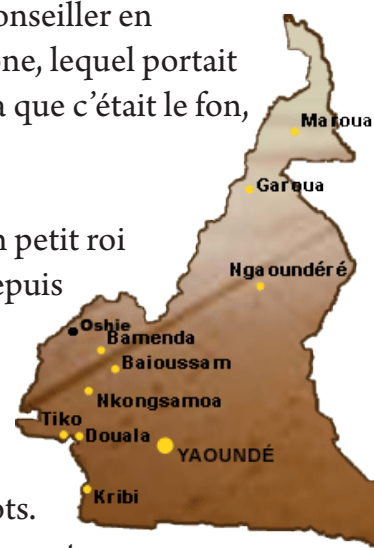 onseiller en
ne, lequel portait
a que c'était le fon,
Maroua
Garoua
n petit roi
Ngaoundéré
epuis
Oshie
Bamenda
Baioussam
Nkongsamoa
Tiko
Douala
YAOUNDÉ
Kribi
ots.